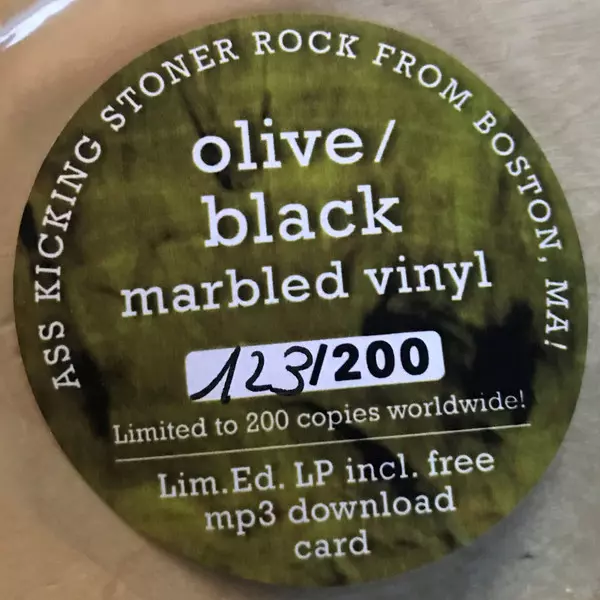 ASS KICKING STONER ROCK FROM BOSTON, MA!
olive/
black
marbled vinyl
123/200
Limited to 200 copies worldwide!
Lim.Ed. LP incl. free
mp3 download
card